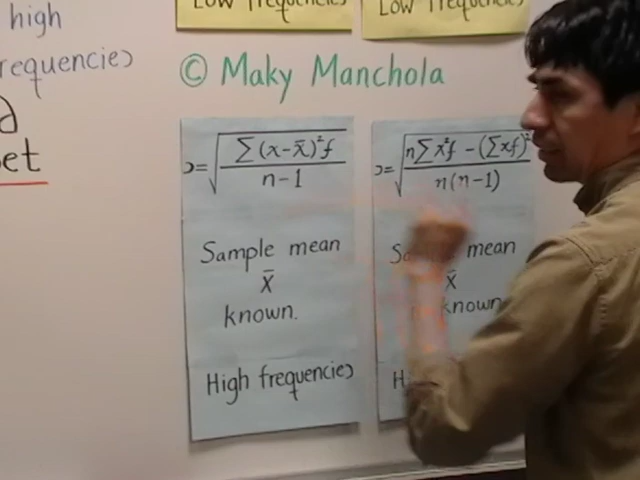 high
requencies
et
Low frequencies
Low frequencies
© Maky Manchola
s=√ ∑(x-x̄)²f / n-1
Sample mean
x̄
known.
High frequencies
s=√ n∑x²f-(∑xf)² / n(n-1)
mean
x̄
known
H